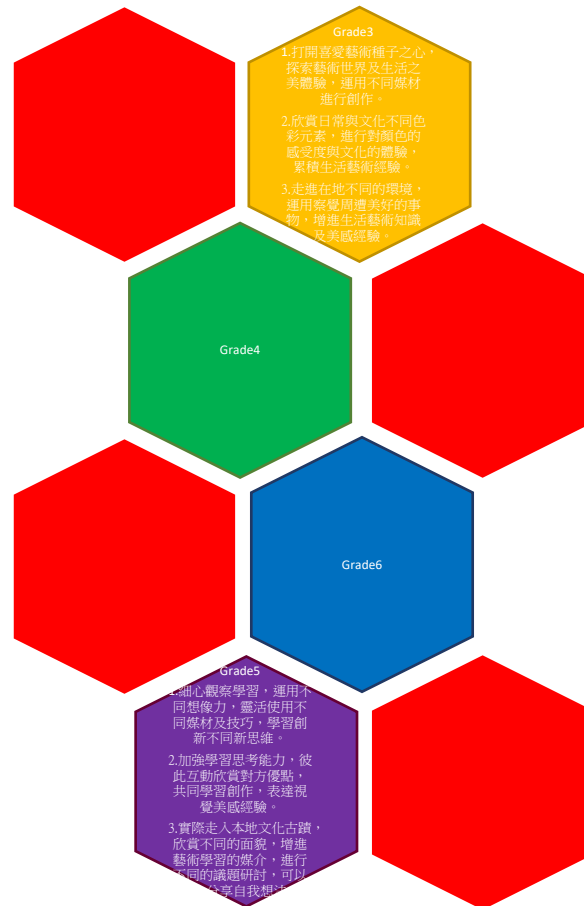 Grade3
1.打開喜愛藝術種子之心，
探索藝術世界及生活之
美體驗，運用不同媒材
進行創作。
2.欣賞日常與文化不同色
彩元素，進行對顏色的
感受度與文化的體驗，
累積生活藝術經驗。
3.走進在地不同的環境，
運用察覺周遭美好的事
物，增進生活藝術知識
及美感經驗。
Grade4
Grade6
Grade5
1.細心觀察學習，運用不
同想像力，靈活使用不
同媒材及技巧，學習創
新不同新思維。
2.加強學習思考能力，彼
此互動欣賞對方優點，
共同學習創作，表達視
覺美感經驗。
3.實際走入本地文化古蹟，
欣賞不同的面貌，增進
藝術學習的媒介，進行
不同的議題研討，可以
分享自我想法